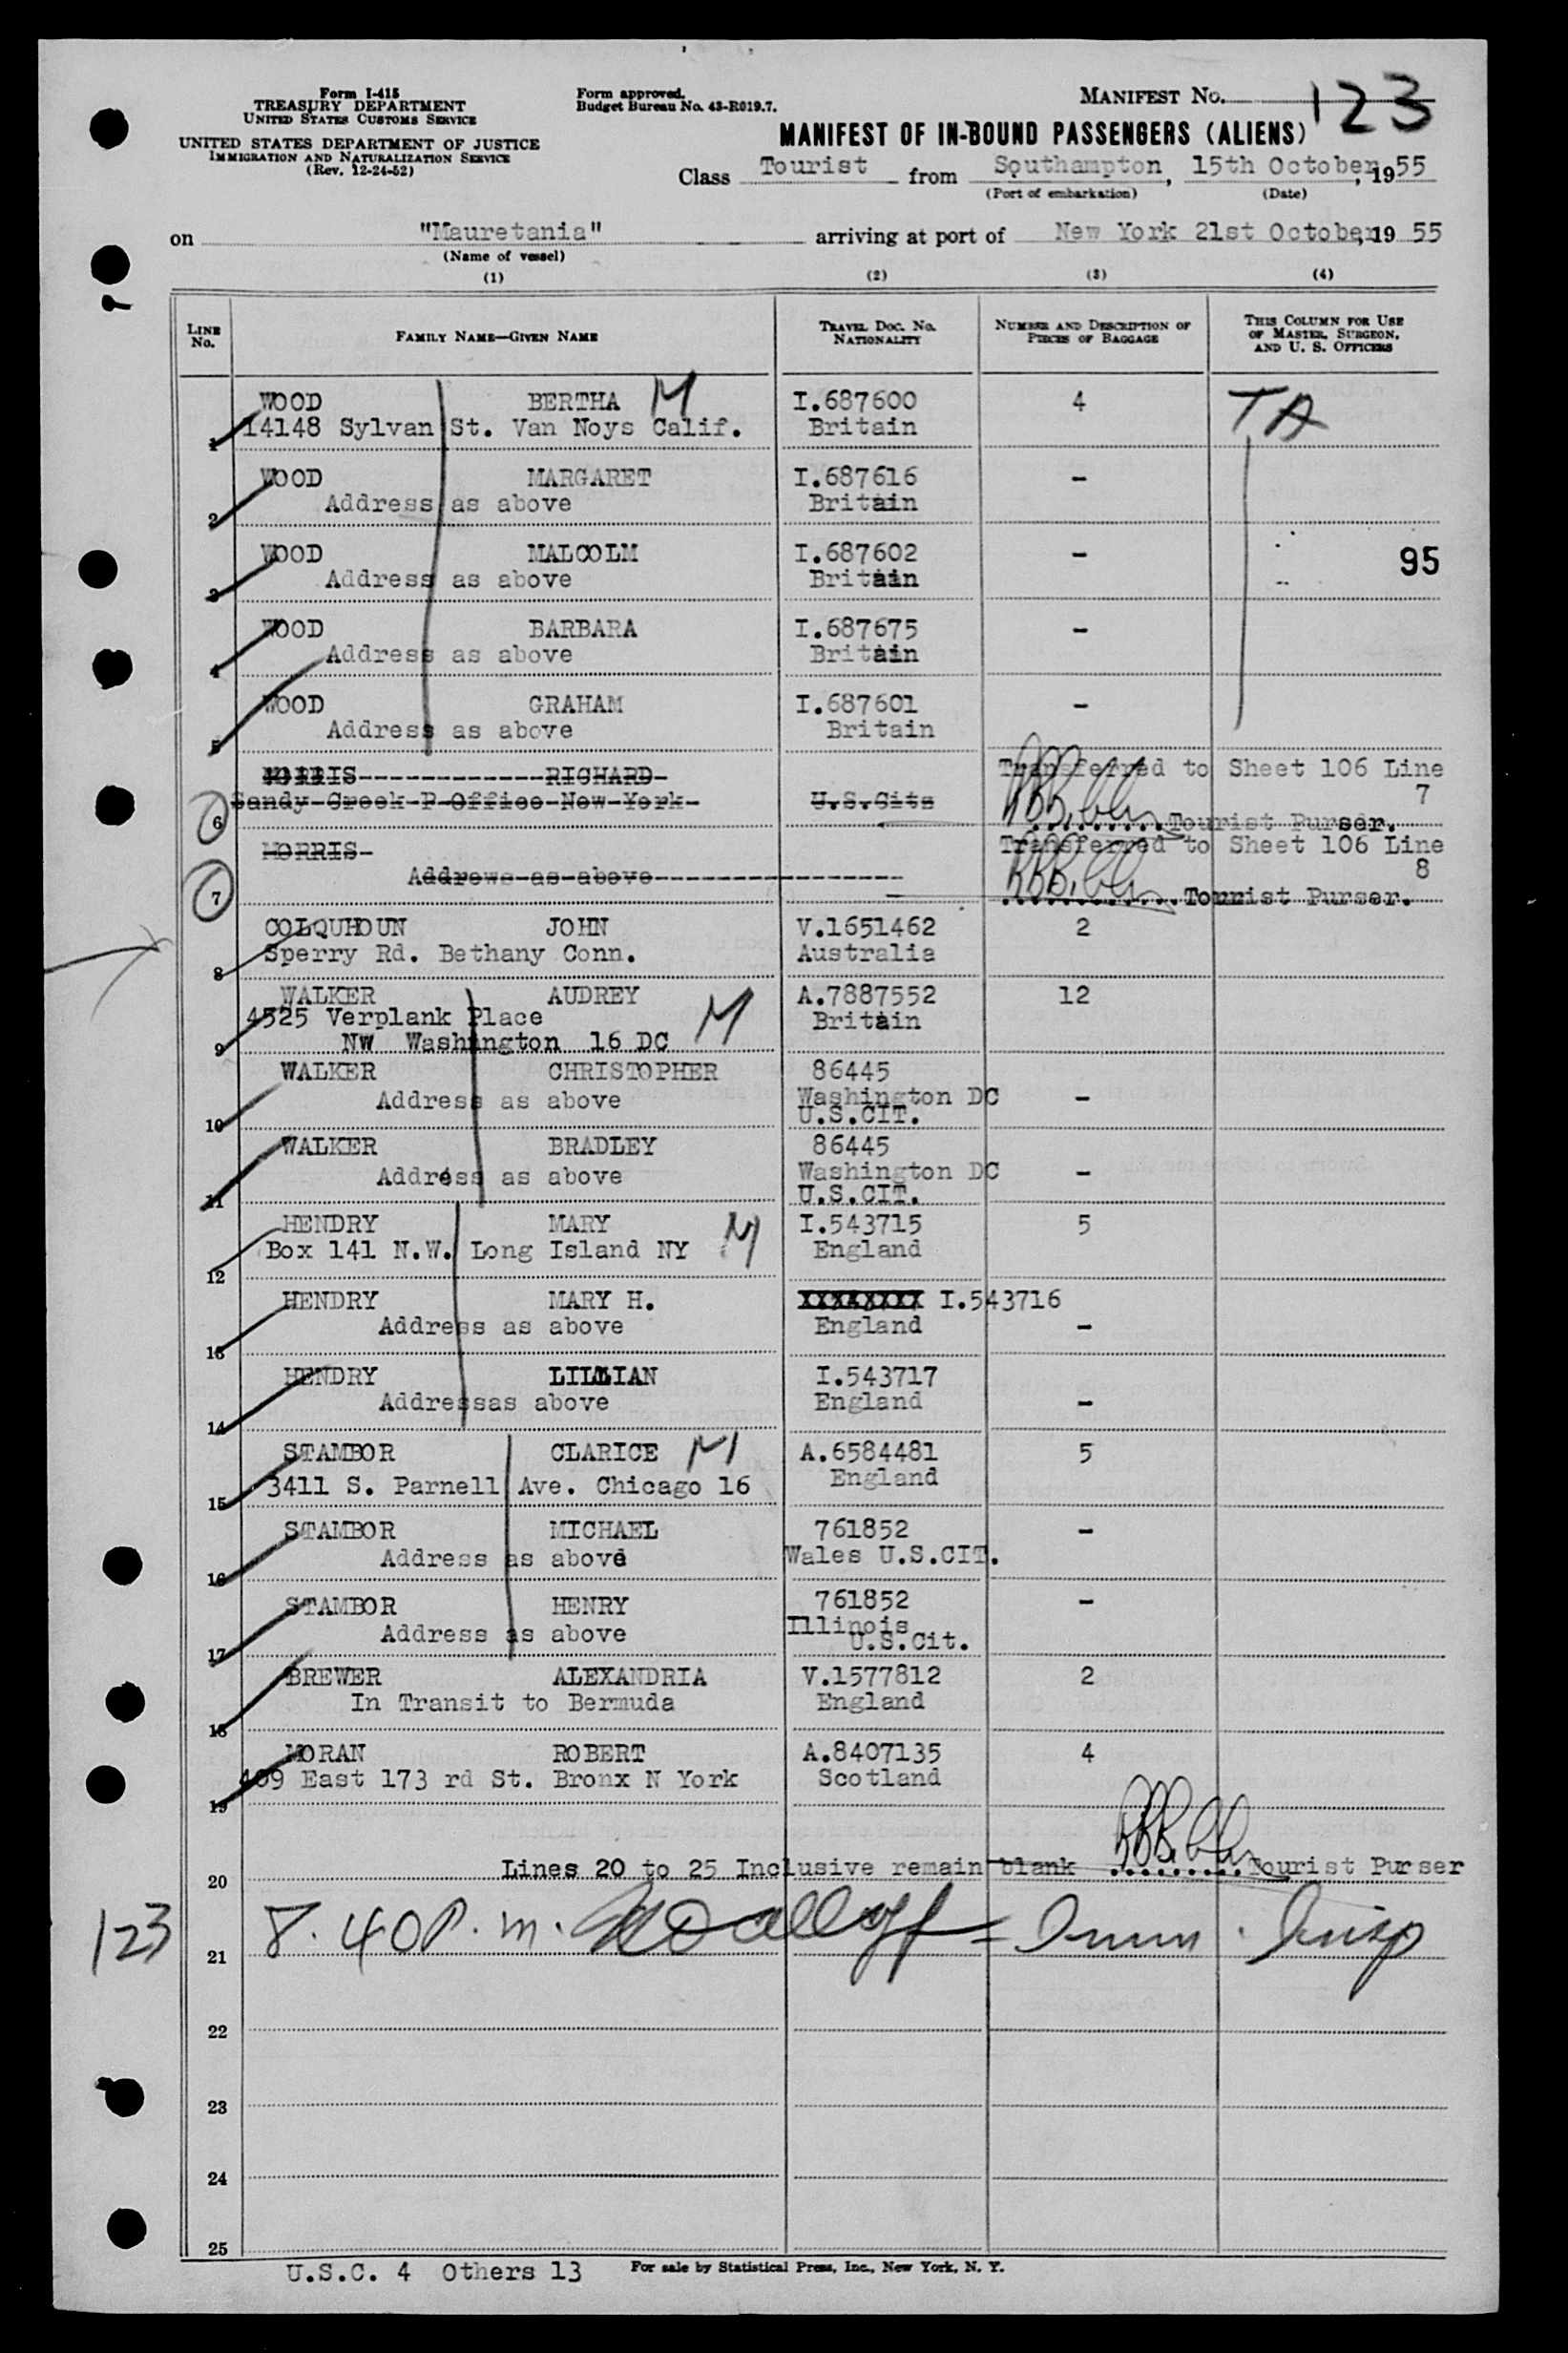 Form I-415
TREASURY DEPARTMENT
UNITED STATES CUSTOMS SERVICE
UNITED STATES DEPARTMENT OF JUSTICE
IMMIGRATION AND NATURALIZATION SERVICE
(Rev. 12-24-52)
Form approved.
Budget Bureau No. 43-R019.7.
MANIFEST No. 123
MANIFEST OF IN-BOUND PASSENGERS (ALIENS)
Class Tourist from Southampton, 15th October, 1955
(Port of embarkation) (Date)
on "Mauretania" arriving at port of New York 21st October, 19 55
(Name of vessel)
(1) (2) (3) (4)
LINE No. FAMILY NAME—GIVEN NAME TRAVEL DOC. No. NATIONALITY NUMBER AND DESCRIPTION OF PIECES OF BAGGAGE THIS COLUMN FOR USE OF MASTER, SURGEON, AND U. S. OFFICERS
WOOD BERTHA M I.687600 4 TA
1 14148 Sylvan St. Van Noys Calif. Britain
WOOD MARGARET I.687616 -
2 Address as above Britain
WOOD MALCOLM I.687602 - 95
3 Address as above Britain
WOOD BARBARA I.687675 -
4 Address as above Britain
WOOD GRAHAM I.687601 -
5 Address as above Britain
RICHARD- Transferred to Sheet 106 Line
Sandy-Creek-P-Office-New-York- U.S.Cits 7
6 Tourist Purser.
MORRIS- Transferred to Sheet 106 Line
Address-as-above 8
7 Tourist Purser.
COLQUHOUN JOHN V.1651462 2
8 Sperry Rd. Bethany Conn. Australia
WALKER AUDREY A.7887552 12
4525 Verplank Place M Britain
9 NW Washington 16 DC
WALKER CHRISTOPHER 86445
Address as above Washington DC -
10 U.S.CIT.
WALKER BRADLEY 86445
Address as above Washington DC -
11 U.S.CIT.
HENDRY MARY M I.543715 5
12 Box 141 N.W. Long Island NY England
HENDRY MARY H. XXXXXXXX I.543716
13 Address as above England -
HENDRY LILLIAN I.543717
14 Addressas above England -
STAMBOR CLARICE M A.6584481 5
15 3411 S. Parnell Ave. Chicago 16 England
STAMBOR MICHAEL 761852 -
16 Address as above Wales U.S.CIT.
STAMBOR HENRY 761852 -
17 Address as above Illinois
U.S.Cit.
BREWER ALEXANDRIA V.1577812 2
18 In Transit to Bermuda England
MORAN ROBERT A.8407135 4
19 409 East 173 rd St. Bronx N York Scotland
20 Lines 20 to 25 Inclusive remain blank Tourist Purser
123 21 8.40 P.m.
22
23
24
25
U.S.C. 4 Others 13 For sale by Statistical Press, Inc., New York, N. Y.